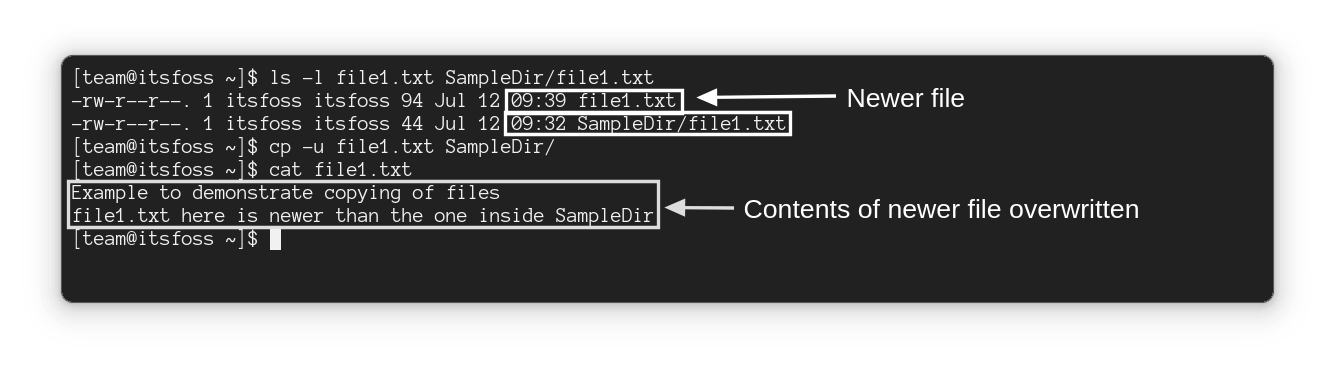 [team@itsfoss ~]$ ls -l file1.txt SampleDir/file1.txt
-rw-r--r--. 1 itsfoss itsfoss 94 Jul 12 09:39 file1.txt
Newer file
-rw-r--r--. 1 itsfoss itsfoss 44 Jul 12 09:32 SampleDir/file1.txt
[team@itsfoss ~]$ cp -u file1.txt SampleDir/
[team@itsfoss ~]$ cat file1.txt
Example to demonstrate copying of files
file1.txt here is newer than the one inside SampleDir
Contents of newer file overwritten
[team@itsfoss ~]$